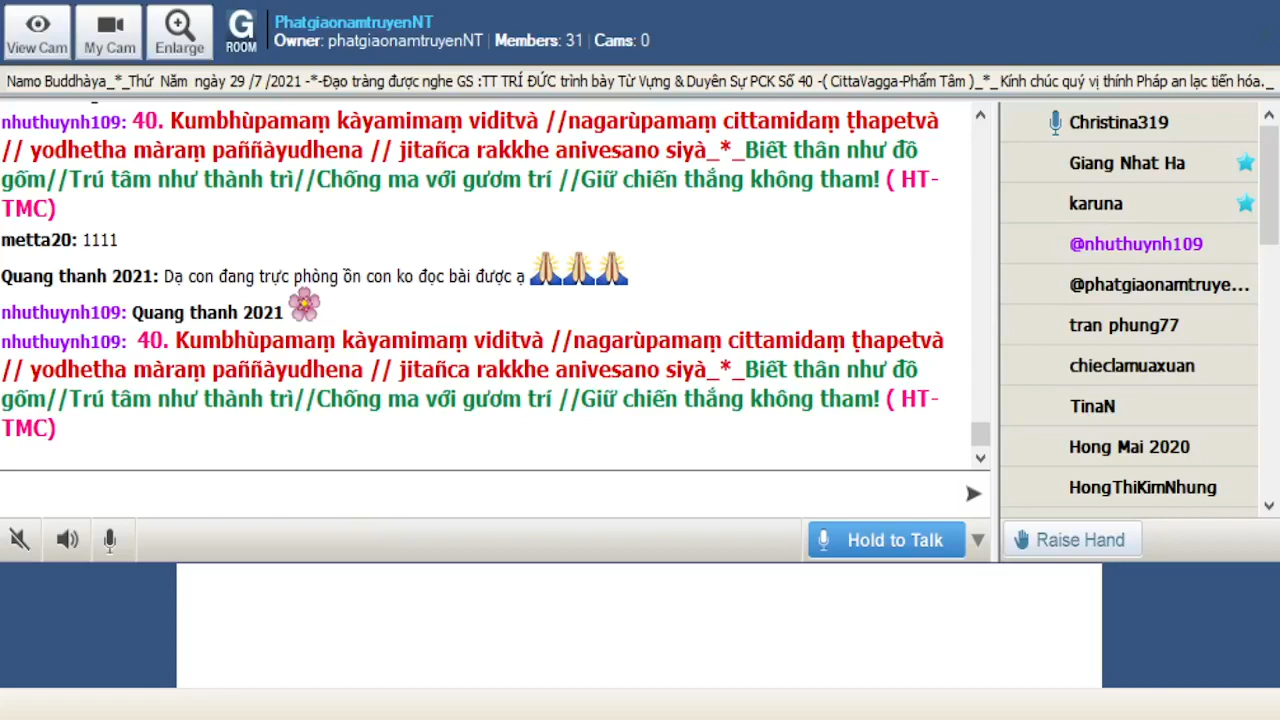 View Cam
My Cam
Enlarge
G
ROOM
PhatgiaonamtruyenNT
Owner: phatgiaonamtruyenNT | Members: 31 | Cams: 0
Namo Buddhàya_*_Thứ Năm ngày 29 /7 /2021 -*-Đạo tràng được nghe GS :TT TRÍ ĐỨC trình bày Từ Vựng & Duyên Sự PCK Số 40 -( CittaVagga-Phẩm Tâm )_*_ Kính chúc quý vị thính Pháp an lạc tiến hóa._
nhuthuynh109: 40. Kumbhùpamaṃ kàyamimaṃ viditvà //nagarùpamaṃ cittamidaṃ ṭhapetvà
// yodhetha màraṃ paññàyudhena // jitañca rakkhe anivesano siyà_*_Biết thân như đồ
gốm//Trú tâm như thành trì//Chống ma với gươm trí //Giữ chiến thắng không tham! ( HT-
TMC)
metta20: 1111
Quang thanh 2021: Dạ con đang trực phòng ồn con ko đọc bài được ạ
nhuthuynh109: Quang thanh 2021
nhuthuynh109: 40. Kumbhùpamaṃ kàyamimaṃ viditvà //nagarùpamaṃ cittamidaṃ ṭhapetvà
// yodhetha màraṃ paññàyudhena // jitañca rakkhe anivesano siyà_*_Biết thân như đồ
gốm//Trú tâm như thành trì//Chống ma với gươm trí //Giữ chiến thắng không tham! ( HT-
TMC)
Christina319
Giang Nhat Ha
karuna
@nhuthuynh109
@phatgiaonamtruye...
tran phung77
chieclamuaxuan
TinaN
Hong Mai 2020
HongThiKimNhung
Hold to Talk
Raise Hand